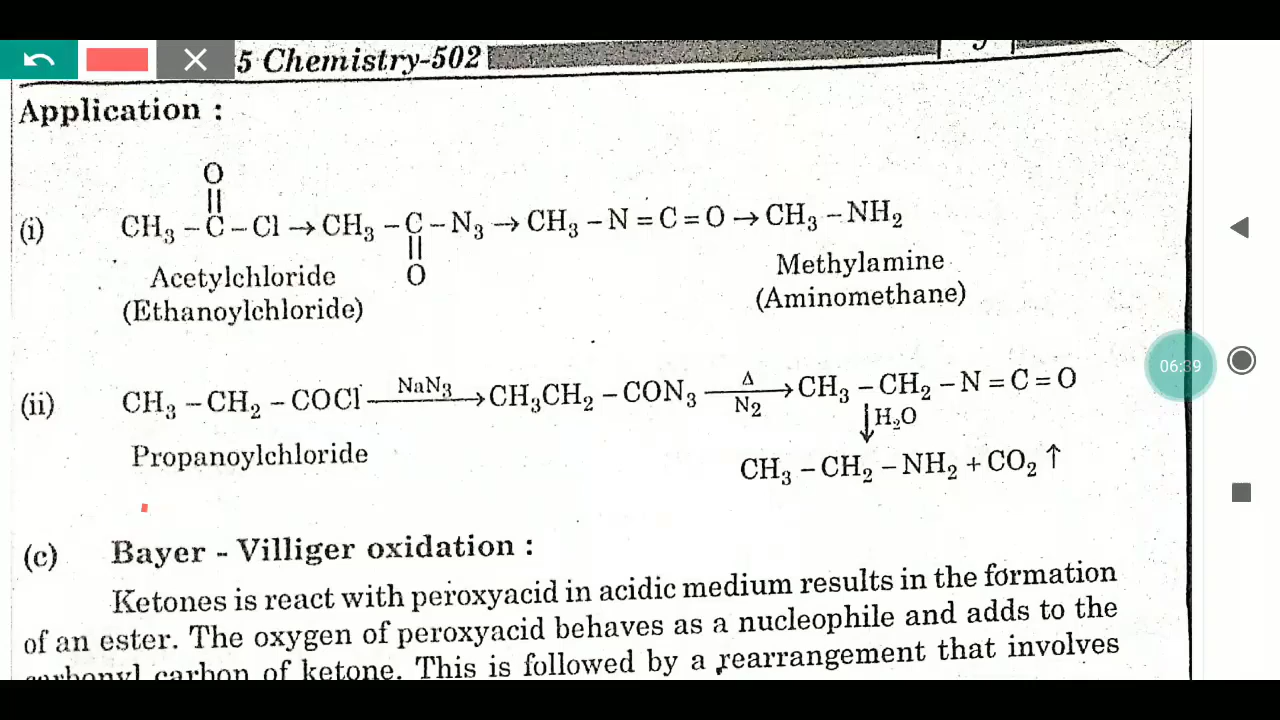 5 Chemistry-502
Application :
(i) CH₃ – C(=O) – Cl → CH₃ – C(=O) – N₃ → CH₃ – N = C = O → CH₃ – NH₂
Acetylchloride Methylamine
(Ethanoylchloride) (Aminomethane)
(ii) CH₃ – CH₂ – COCl —NaN₃→ CH₃CH₂ – CON₃ —Δ/N₂→ CH₃ – CH₂ – N = C = O
↓H₂O
Propanoylchloride CH₃ – CH₂ – NH₂ + CO₂ ↑
06:39
(c) Bayer - Villiger oxidation :
Ketones is react with peroxyacid in acidic medium results in the formation
of an ester. The oxygen of peroxyacid behaves as a nucleophile and adds to the
carbonyl carbon of ketone. This is followed by a rearrangement that involves